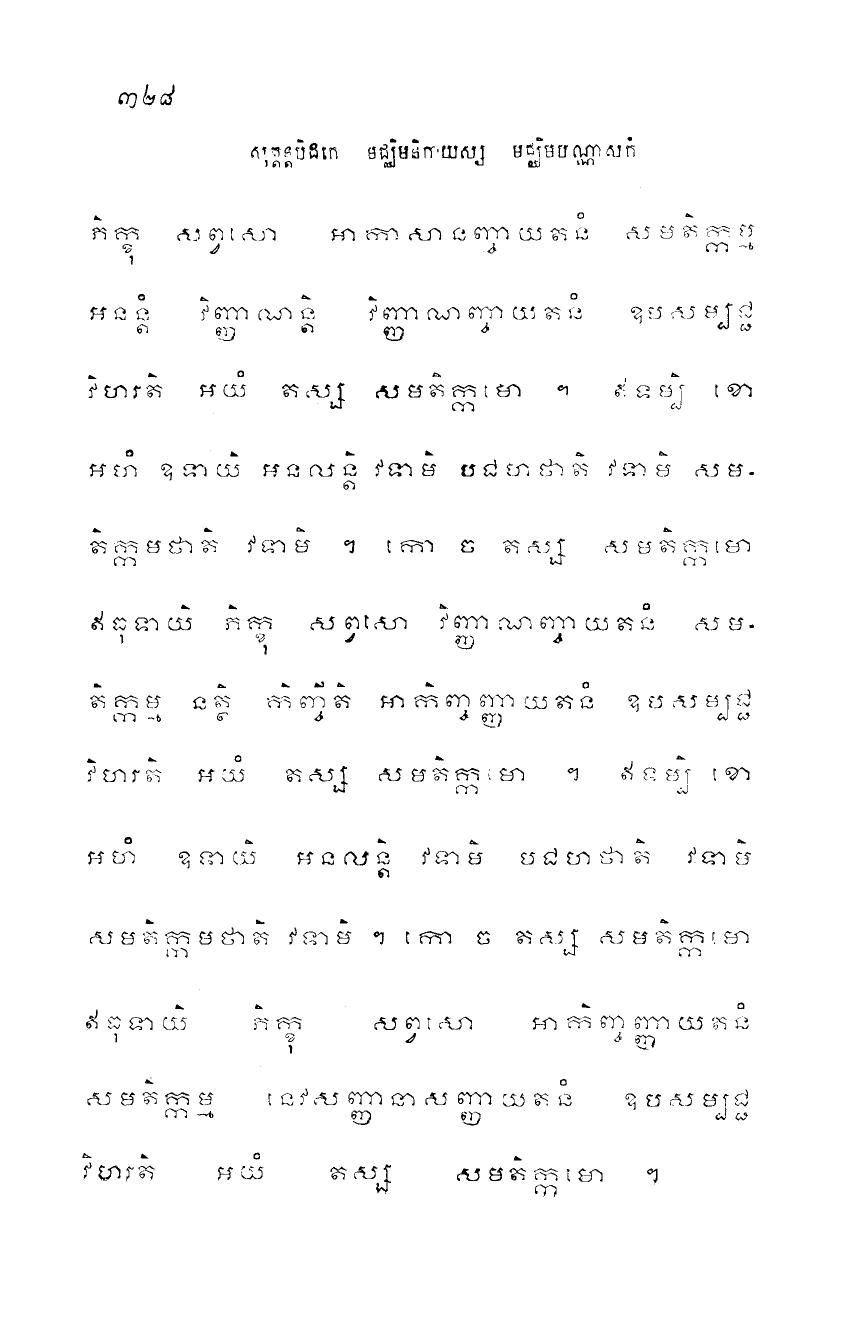 ៣២៨
សុត្តន្តបិដកេ មជ្ឈិមនិកាយស្ស មជ្ឈិមបណ្ណាសកំ
ភិក្ខុ សព្វសោ អាកាសានញ្ចាយតនំ សមតិក្កម្ម
អនន្តំ វិញ្ញាណន្តិ វិញ្ញាណញ្ចាយតនំ ឧបសម្បជ្ជ
វិហរតិ អយំ តស្ស សមតិក្កមោ ។ ឥទម្បិ ខោ
អហំ ឧទាយិ អនលន្តិ វទាមិ បជហថាតិ វទាមិ សម-
តិក្កមថាតិ វទាមិ ។ កោ ច តស្ស សមតិក្កមោ
ឥធុទាយិ ភិក្ខុ សព្វសោ វិញ្ញាណញ្ចាយតនំ សម-
តិក្កម្ម នត្ថិ កិញ្ចីតិ អាកិញ្ចញ្ញាយតនំ ឧបសម្បជ្ជ
វិហរតិ អយំ តស្ស សមតិក្កមោ ។ ឥទម្បិ ខោ
អហំ ឧទាយិ អនលន្តិ វទាមិ បជហថាតិ វទាមិ
សមតិក្កមថាតិ វទាមិ ។ កោ ច តស្ស សមតិក្កមោ
ឥធុទាយិ ភិក្ខុ សព្វសោ អាកិញ្ចញ្ញាយតនំ
សមតិក្កម្ម នេវសញ្ញានាសញ្ញាយតនំ ឧបសម្បជ្ជ
វិហរតិ អយំ តស្ស សមតិក្កមោ ។